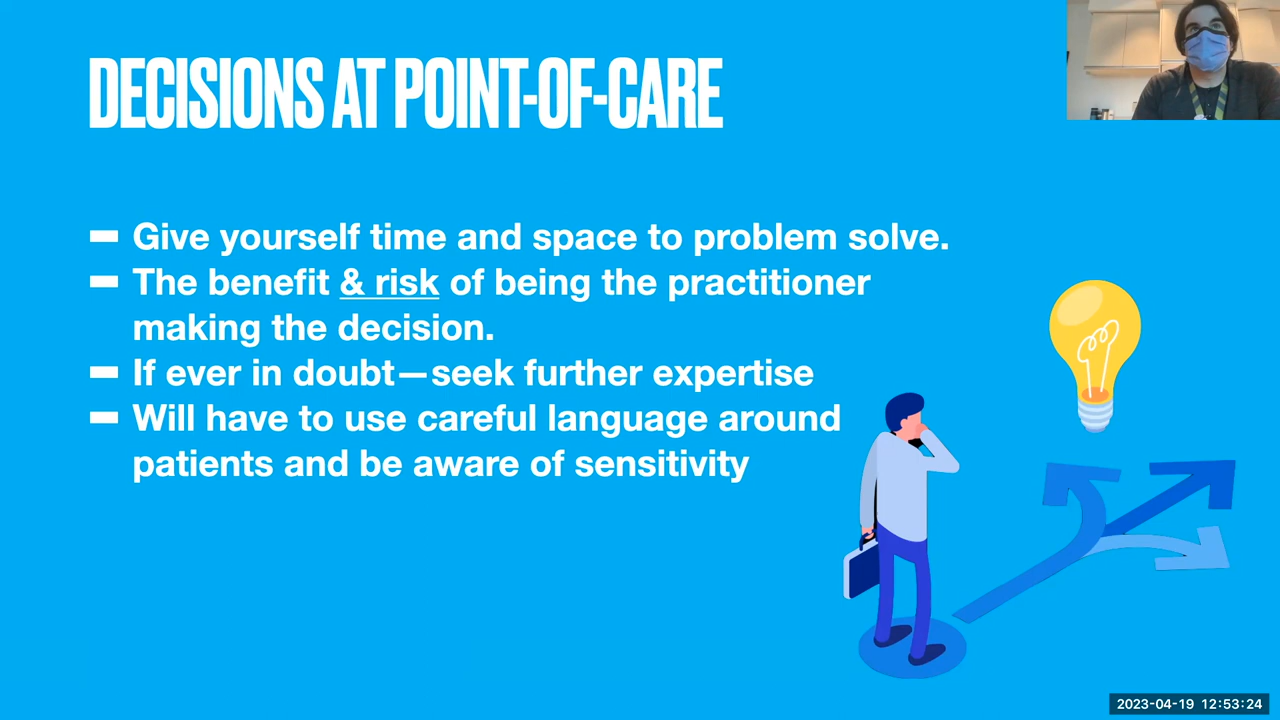 DECISIONS AT POINT-OF-CARE
Give yourself time and space to problem solve.
The benefit & risk of being the practitioner
making the decision.
If ever in doubt—seek further expertise
Will have to use careful language around
patients and be aware of sensitivity
2023-04-19 12:53:24